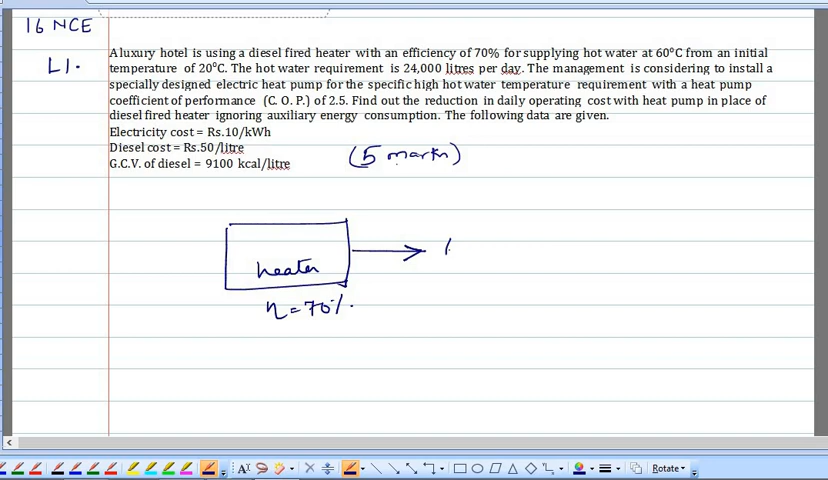 16 NCE
L1.
A luxury hotel is using a diesel fired heater with an efficiency of 70% for supplying hot water at 60°C from an initial
temperature of 20°C. The hot water requirement is 24,000 litres per day. The management is considering to install a
specially designed electric heat pump for the specific high hot water temperature requirement with a heat pump
coefficient of performance (C. O. P.) of 2.5. Find out the reduction in daily operating cost with heat pump in place of
diesel fired heater ignoring auxiliary energy consumption. The following data are given.
Electricity cost = Rs.10/kWh
Diesel cost = Rs.50/litre
G.C.V. of diesel = 9100 kcal/litre
(5 marks)
heater
η = 70%.
Rotate